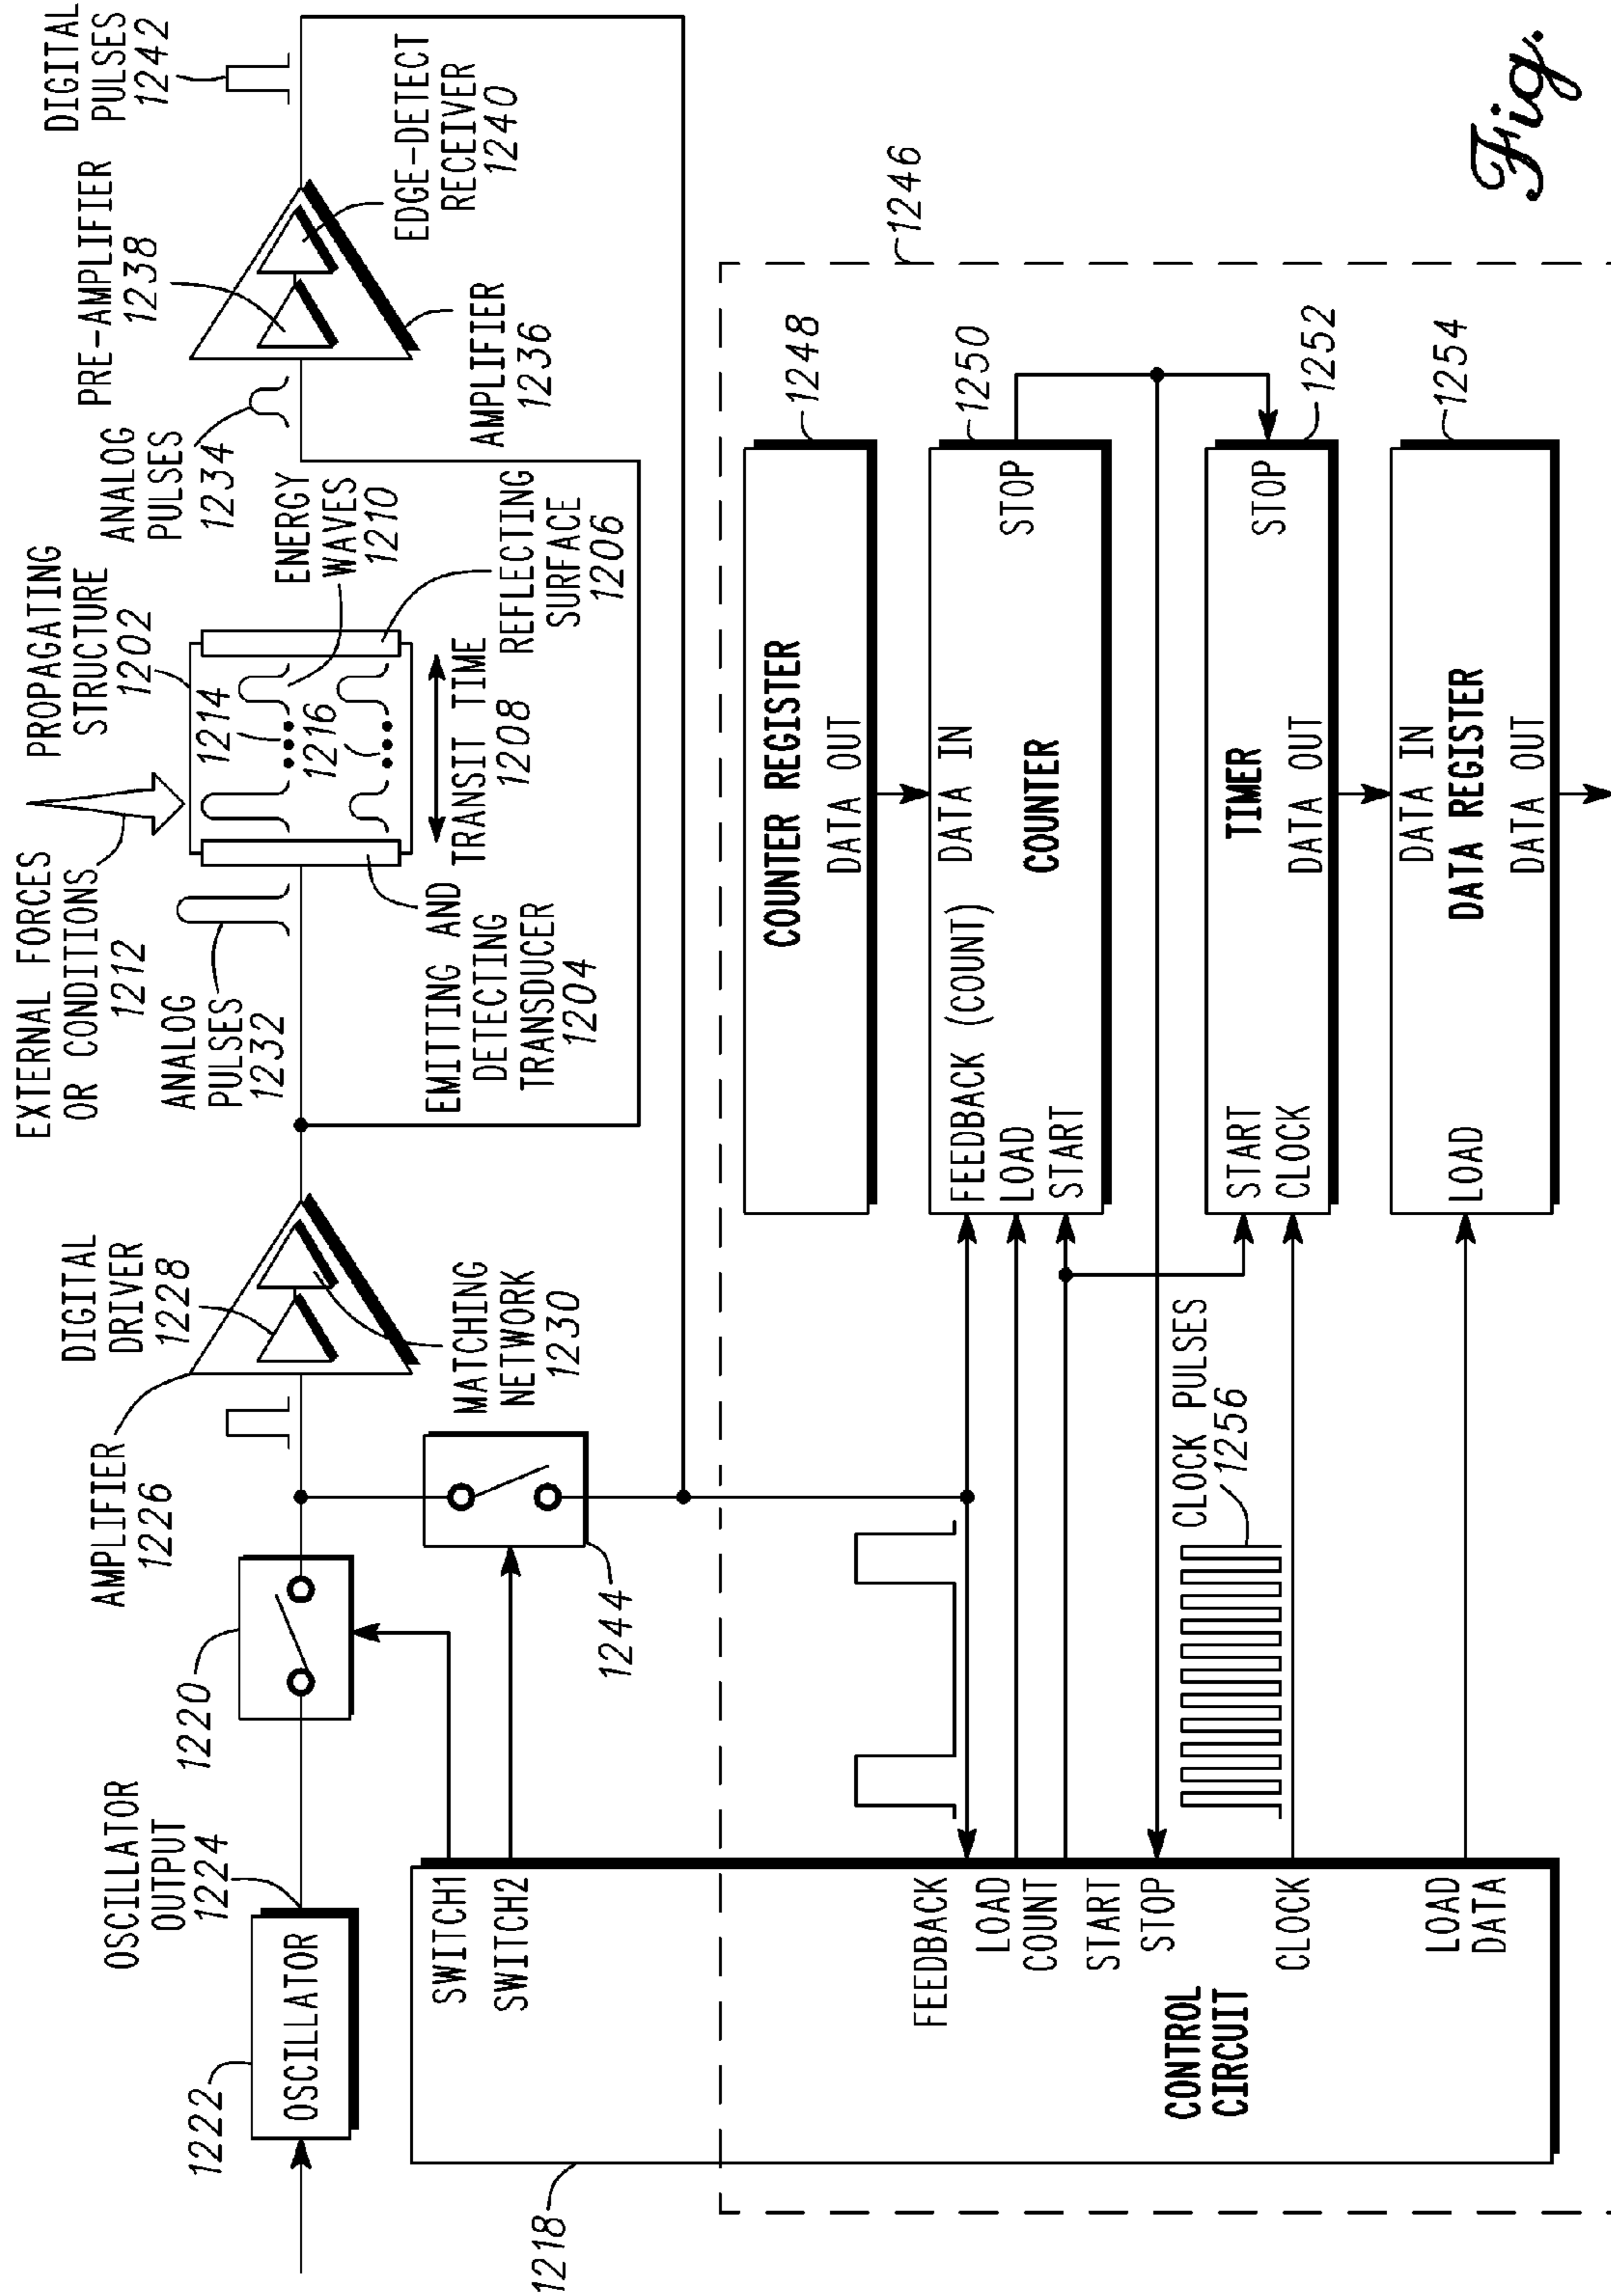 EXTERNAL FORCES
OR CONDITIONS
1212
PROPAGATING
STRUCTURE
1202
DIGITAL
PULSES
1242
OSCILLATOR
OUTPUT
1224
AMPLIFIER
1226
DIGITAL
DRIVER
1228
ANALOG
PULSES
1232
1214
1216
ANALOG
PULSES
1234
PRE-AMPLIFIER
1238
1222
OSCILLATOR
1220
MATCHING
NETWORK
1230
EMITTING AND
DETECTING
TRANSDUCER
1204
TRANSIT TIME
1208
ENERGY
WAVES
1210
REFLECTING
SURFACE
1206
AMPLIFIER
1236
EDGE-DETECT
RECEIVER
1240
1218
SWITCH1
SWITCH2
1244
1246
COUNTER REGISTER
DATA OUT
1248
FEEDBACK
LOAD
COUNT
START
STOP
CLOCK
LOAD
DATA
CONTROL
CIRCUIT
FEEDBACK (COUNT)
LOAD
START
DATA IN
COUNTER
STOP
1250
CLOCK PULSES
1256
START
CLOCK
TIMER
DATA OUT
STOP
1252
LOAD
DATA IN
DATA REGISTER
DATA OUT
1254
Fig.